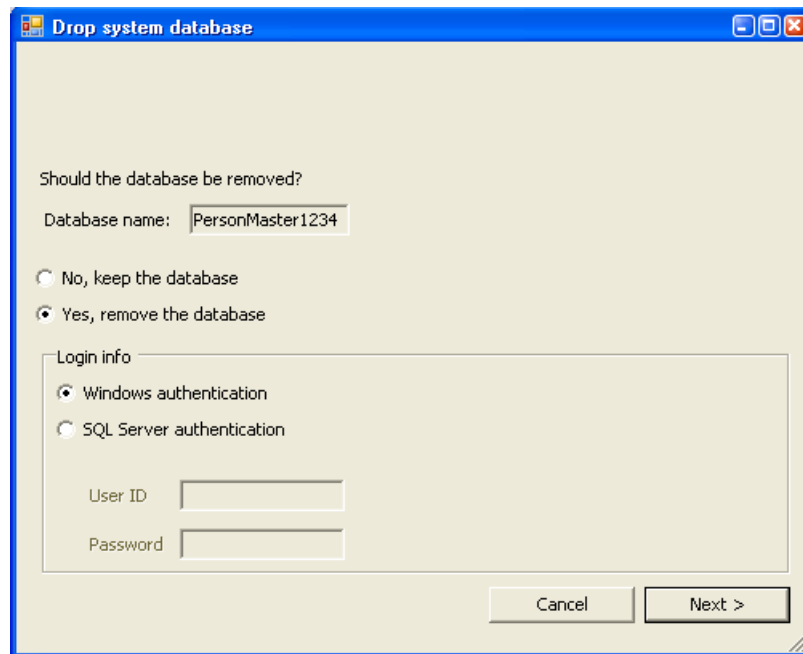 Drop system database
Should the database be removed?
Database name: PersonMaster1234
No, keep the database
Yes, remove the database
Login info
Windows authentication
SQL Server authentication
User ID
Password
Cancel Next >